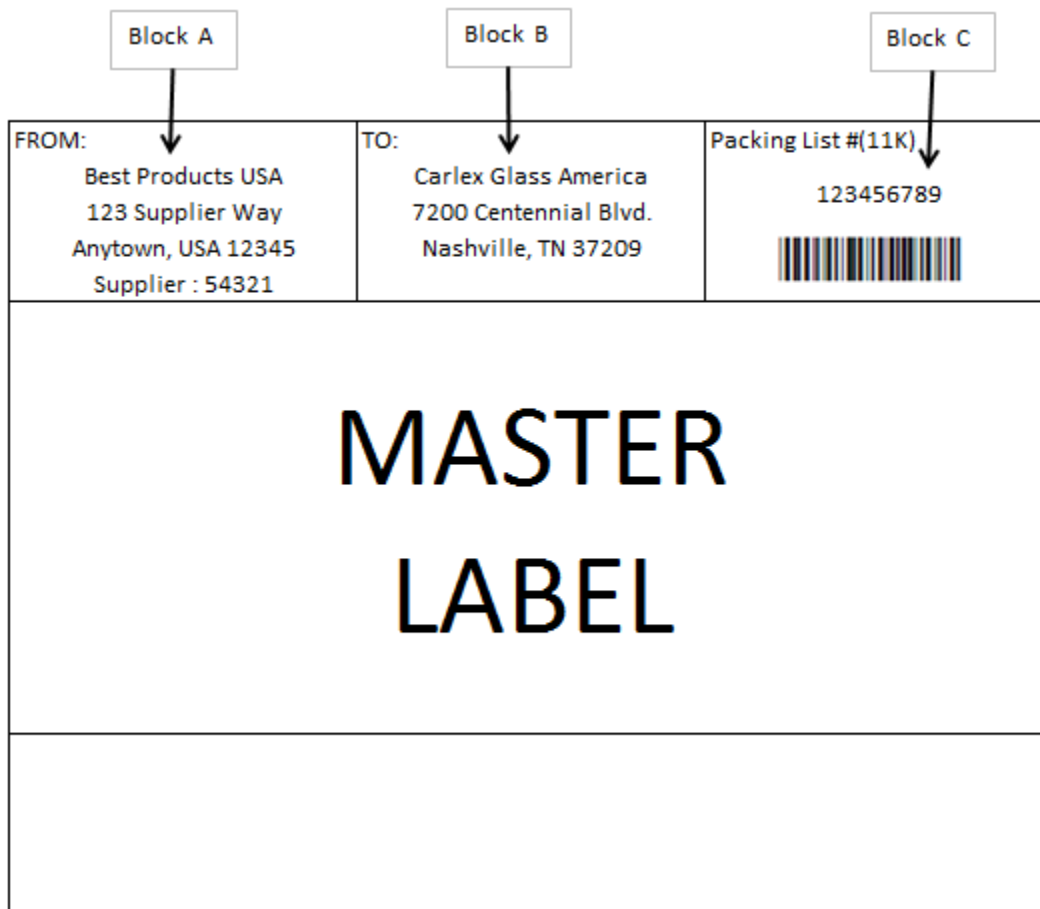 Block A
Block B
Block C
FROM:
Best Products USA
123 Supplier Way
Anytown, USA 12345
Supplier : 54321
TO:
Carlex Glass America
7200 Centennial Blvd.
Nashville, TN 37209
Packing List #(11K)
123456789
MASTER
LABEL